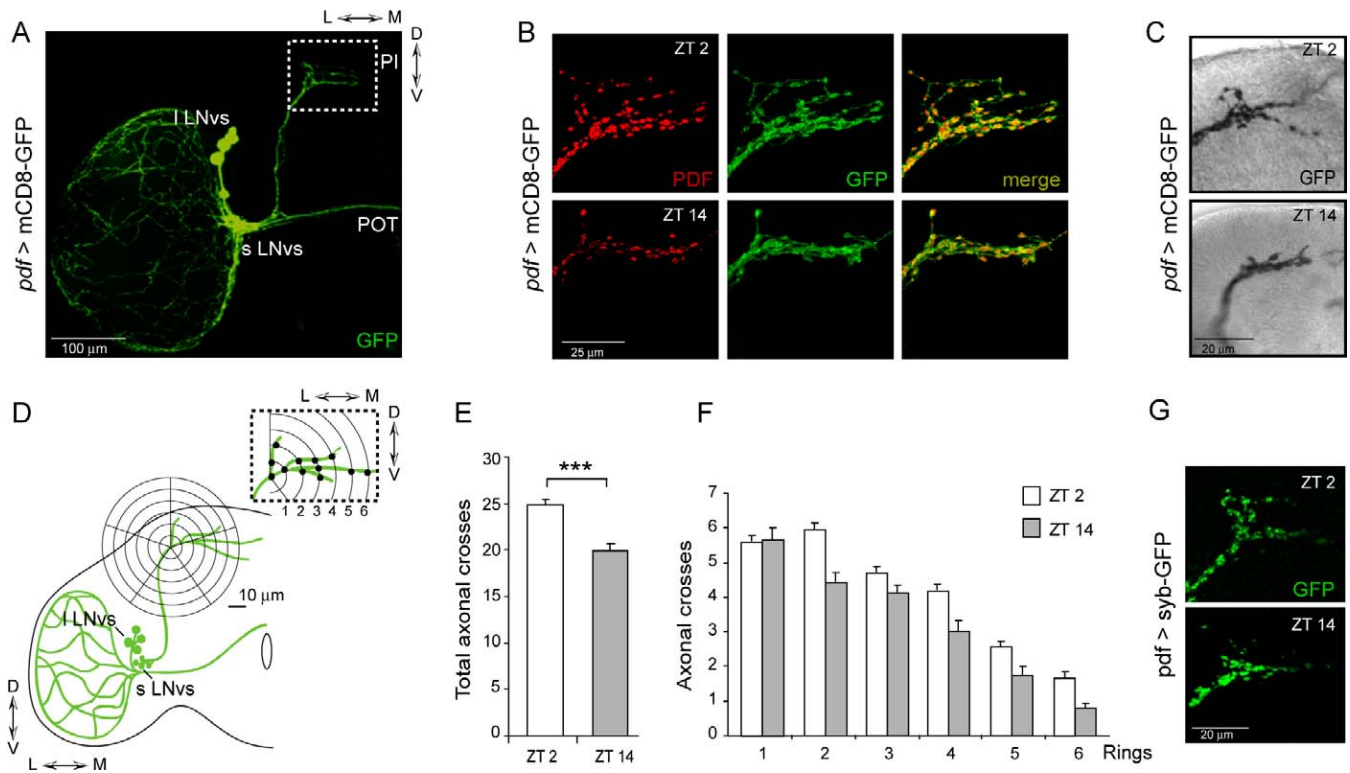 A
L M
D
V
PI
l LNvs
s LNvs
POT
pdf > mCD8-GFP
100 µm
GFP
B
pdf > mCD8-GFP
ZT 2
PDF
GFP
merge
ZT 14
25 µm
C
pdf > mCD8-GFP
ZT 2
GFP
ZT 14
20 µm
D
L M
D
V
1 2 3 4 5 6
10 µm
l LNvs
s LNvs
D
V
L M
E
Total axonal crosses
30
25
20
15
10
5
0
***
ZT 2 ZT 14
F
Axonal crosses
7
6
5
4
3
2
1
0
ZT 2
ZT 14
1 2 3 4 5 6 Rings
G
pdf > syb-GFP
ZT 2
GFP
ZT 14
20 µm